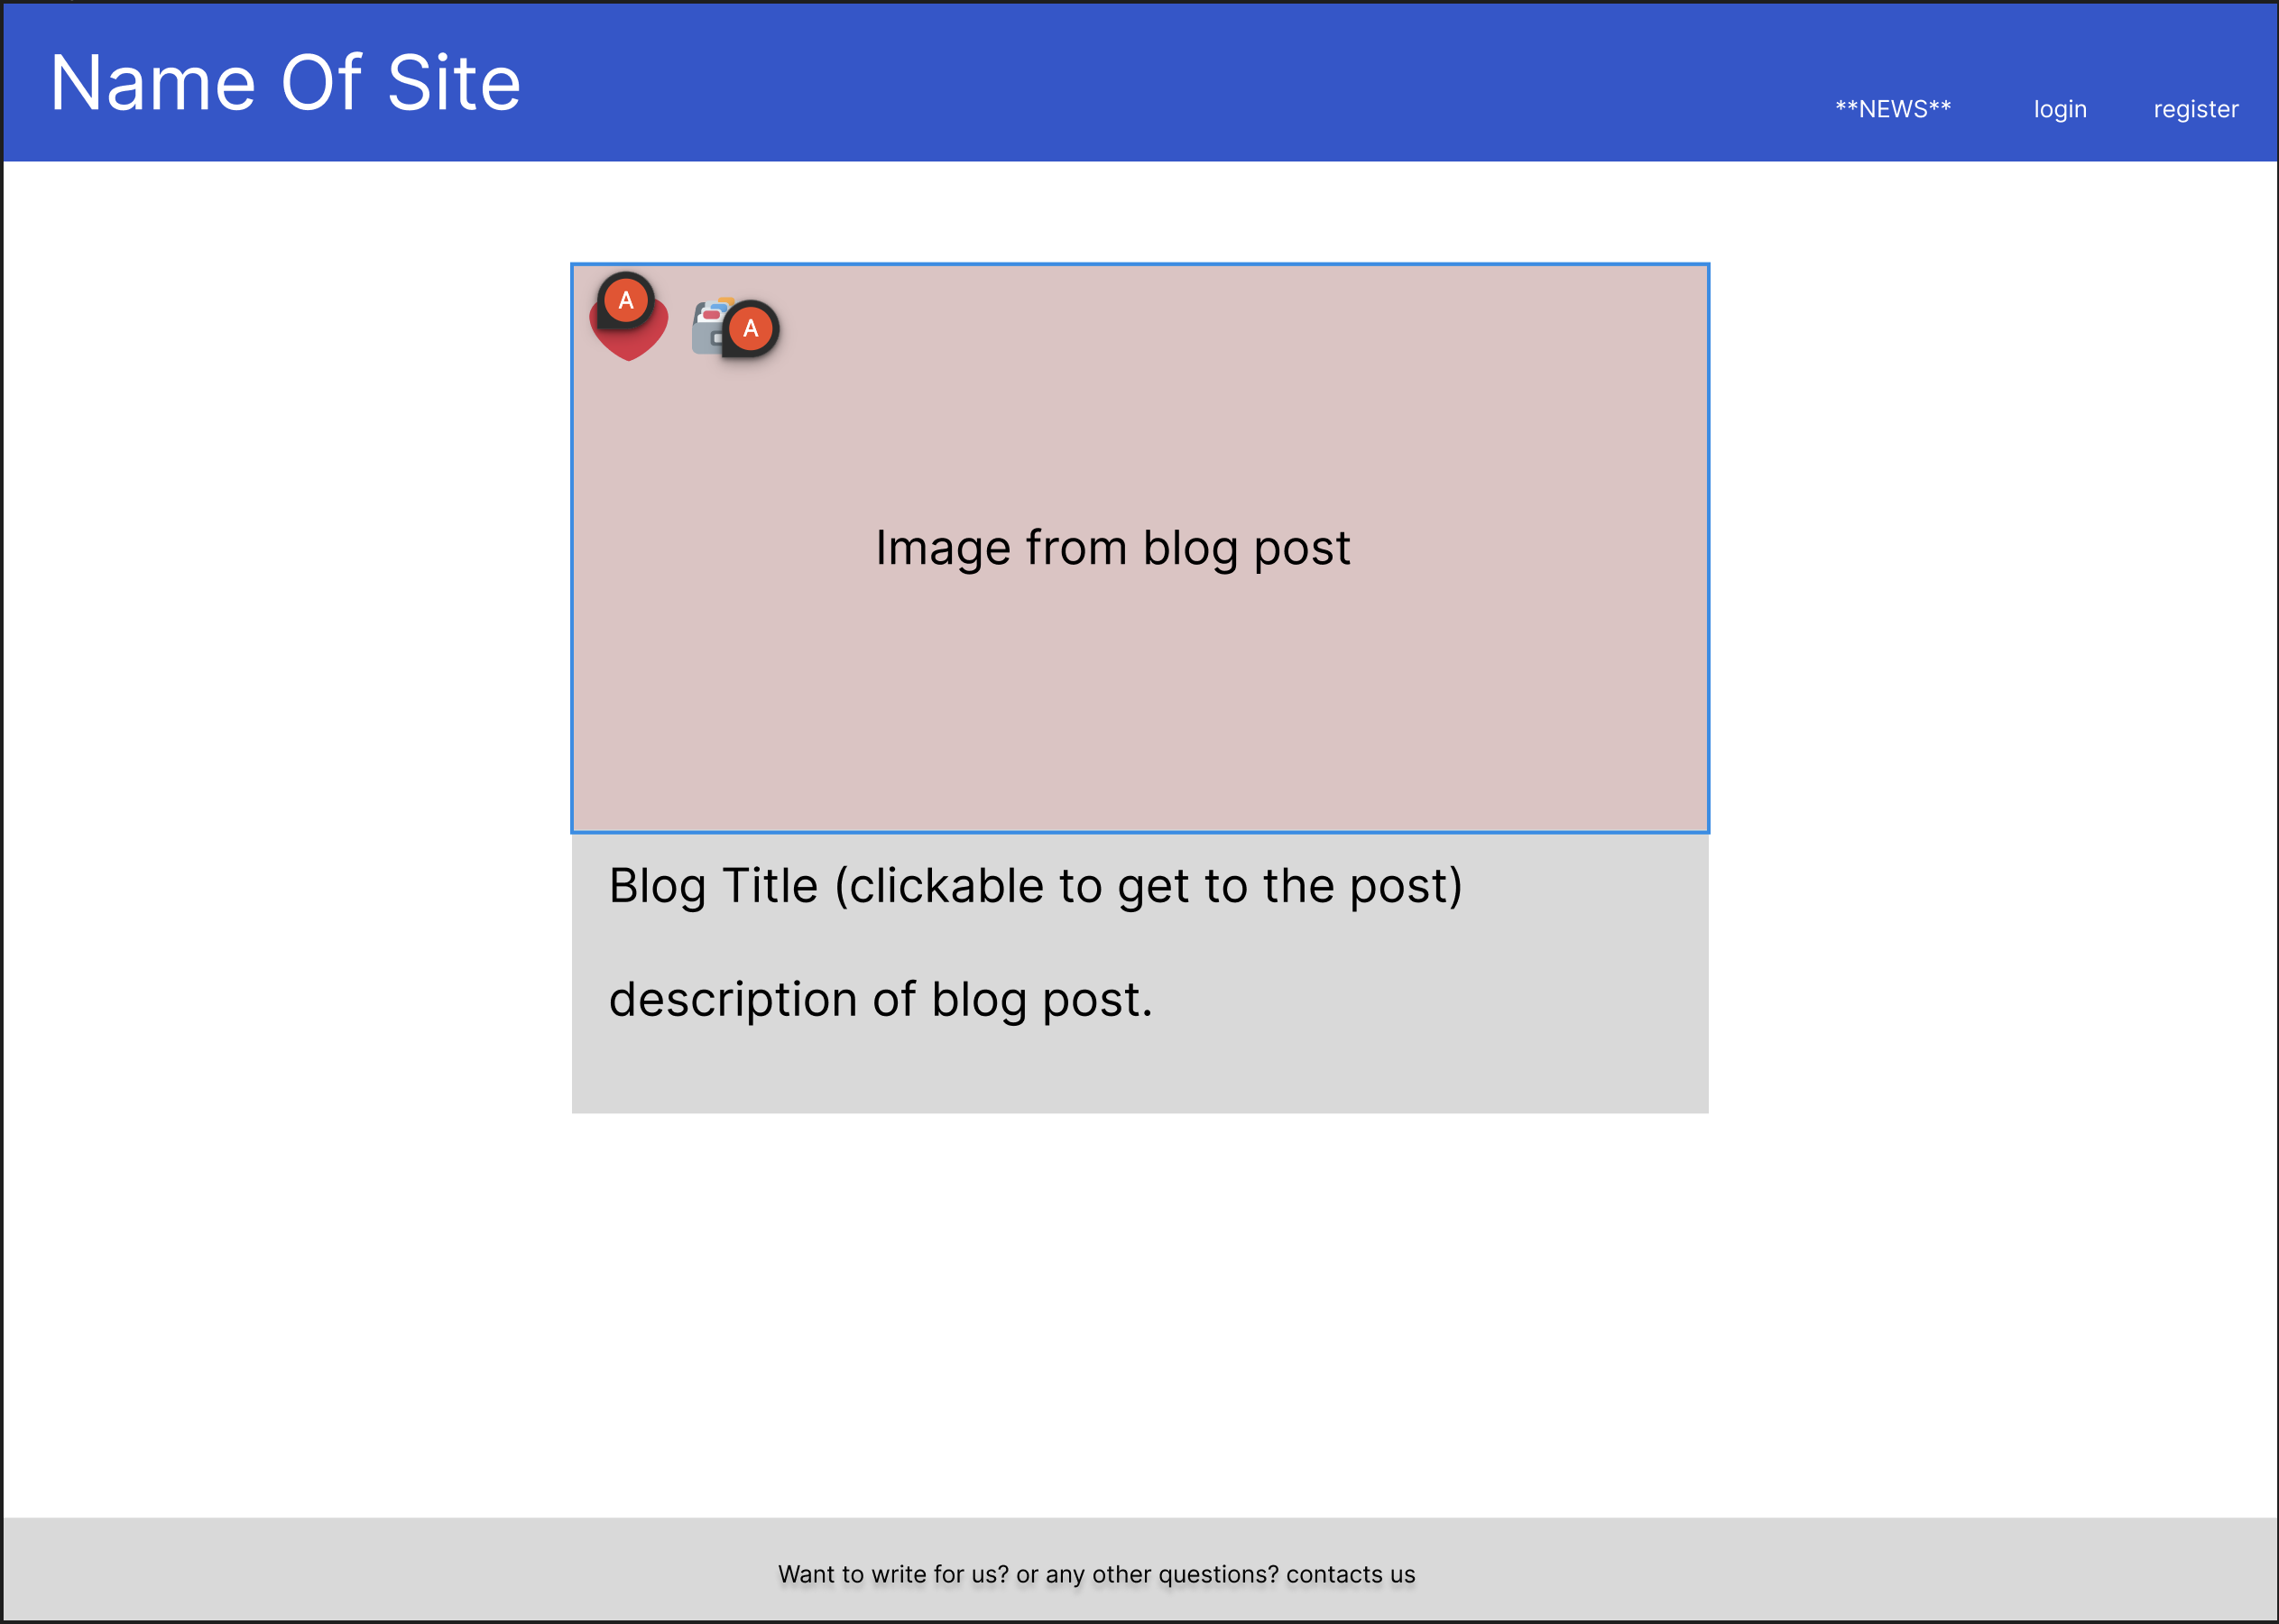 Name Of Site
**NEWS** login register
A
A
Image from blog post
Blog Title (clickable to get to the post)
description of blog post.
Want to write for us? or any other questions? contacts us